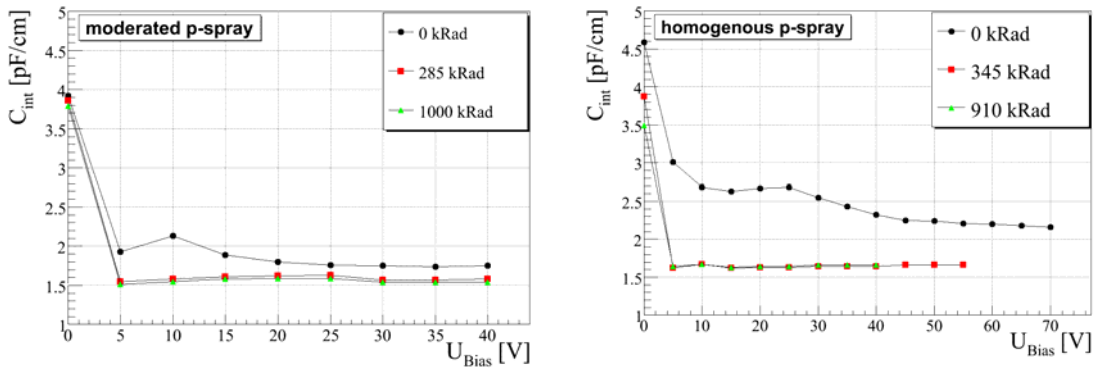 moderated p-spray
C_int [pF/cm]
5
4.5
4
3.5
3
2.5
2
1.5
1
0 kRad
285 kRad
1000 kRad
0 5 10 15 20 25 30 35 40
U_Bias [V]
homogenous p-spray
C_int [pF/cm]
5
4.5
4
3.5
3
2.5
2
1.5
1
0 kRad
345 kRad
910 kRad
0 10 20 30 40 50 60 70
U_Bias [V]